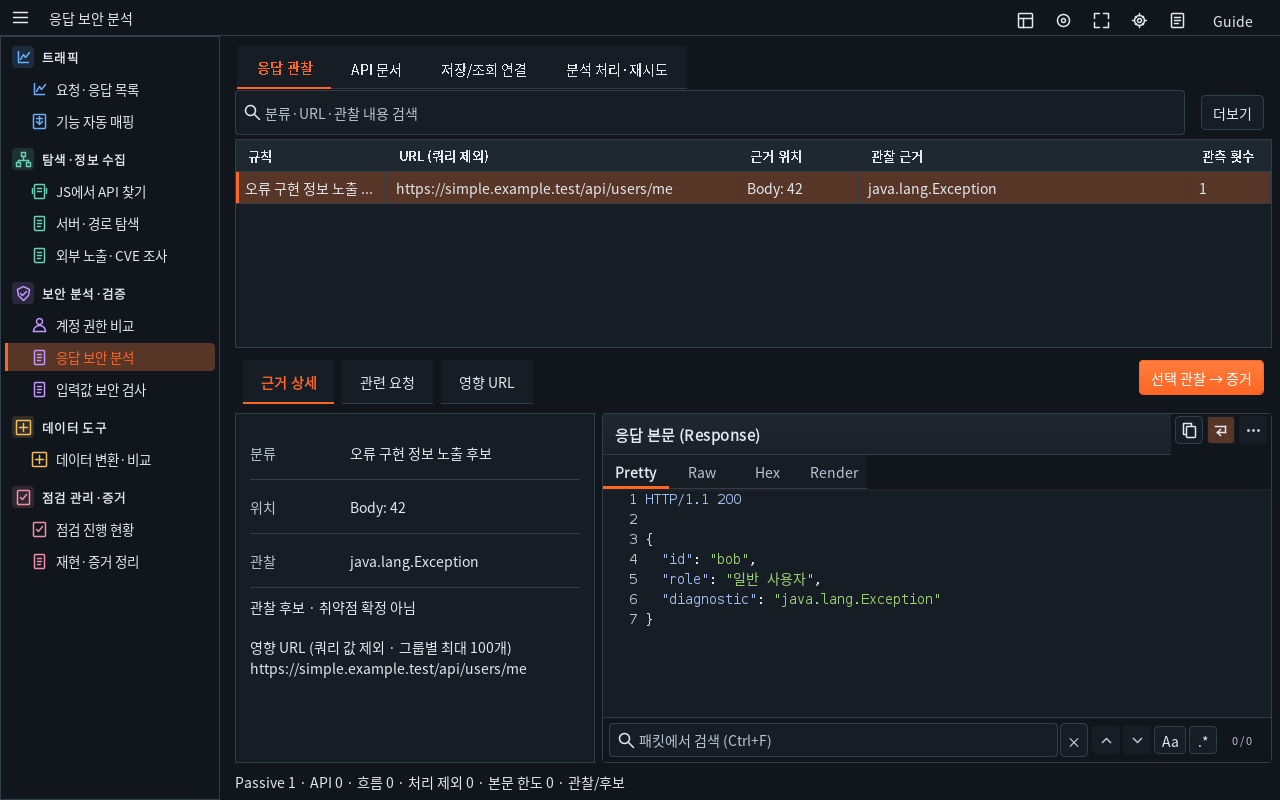 응답 보안 분석
Guide
트래픽
요청·응답 목록
기능 자동 매핑
탐색·정보 수집
JS에서 API 찾기
서버·경로 탐색
외부 노출·CVE 조사
보안 분석·검증
계정 권한 비교
응답 보안 분석
입력값 보안 검사
데이터 도구
데이터 변환·비교
점검 관리·증거
점검 진행 현황
재현·증거 정리
응답 관찰 API 문서 저장/조회 연결 분석 처리·재시도
분류·URL·관찰 내용 검색 더보기
규칙 URL (쿼리 제외) 근거 위치 관찰 근거 관측 횟수
오류 구현 정보 노출 ... https://simple.example.test/api/users/me Body: 42 java.lang.Exception 1
근거 상세 관련 요청 영향 URL 선택 관찰 → 증거
분류 오류 구현 정보 노출 후보
위치 Body: 42
관찰 java.lang.Exception
관찰 후보 · 취약점 확정 아님
영향 URL (쿼리 값 제외 · 그룹별 최대 100개)
https://simple.example.test/api/users/me
응답 본문 (Response)
Pretty Raw Hex Render
1 HTTP/1.1 200
2
3 {
4 "id": "bob",
5 "role": "일반 사용자",
6 "diagnostic": "java.lang.Exception"
7 }
패킷에서 검색 (Ctrl+F) Aa .* 0/0
Passive 1 · API 0 · 흐름 0 · 처리 제외 0 · 본문 한도 0 · 관찰/후보